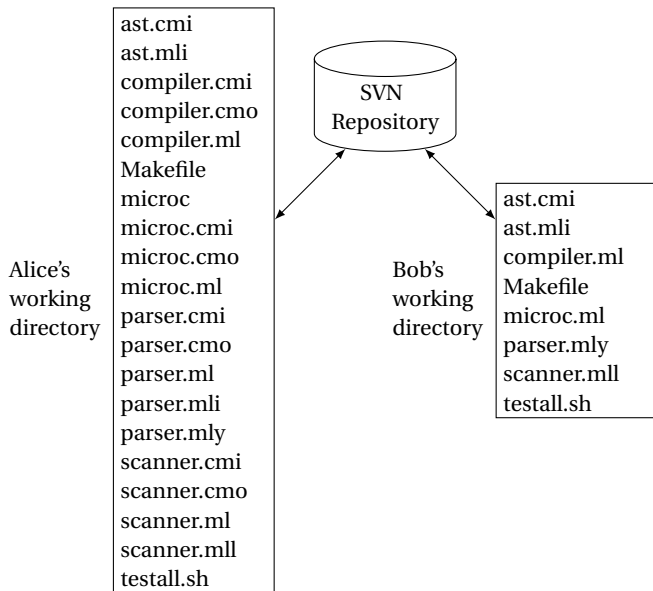 ast.cmi
ast.mli
compiler.cmi
compiler.cmo
compiler.ml
Makefile
microc
microc.cmi
microc.cmo
microc.ml
parser.cmi
parser.cmo
parser.ml
parser.mli
parser.mly
scanner.cmi
scanner.cmo
scanner.ml
scanner.mll
testall.sh
Alice's
working
directory
SVN
Repository
Bob's
working
directory
ast.cmi
ast.mli
compiler.ml
Makefile
microc.ml
parser.mly
scanner.mll
testall.sh